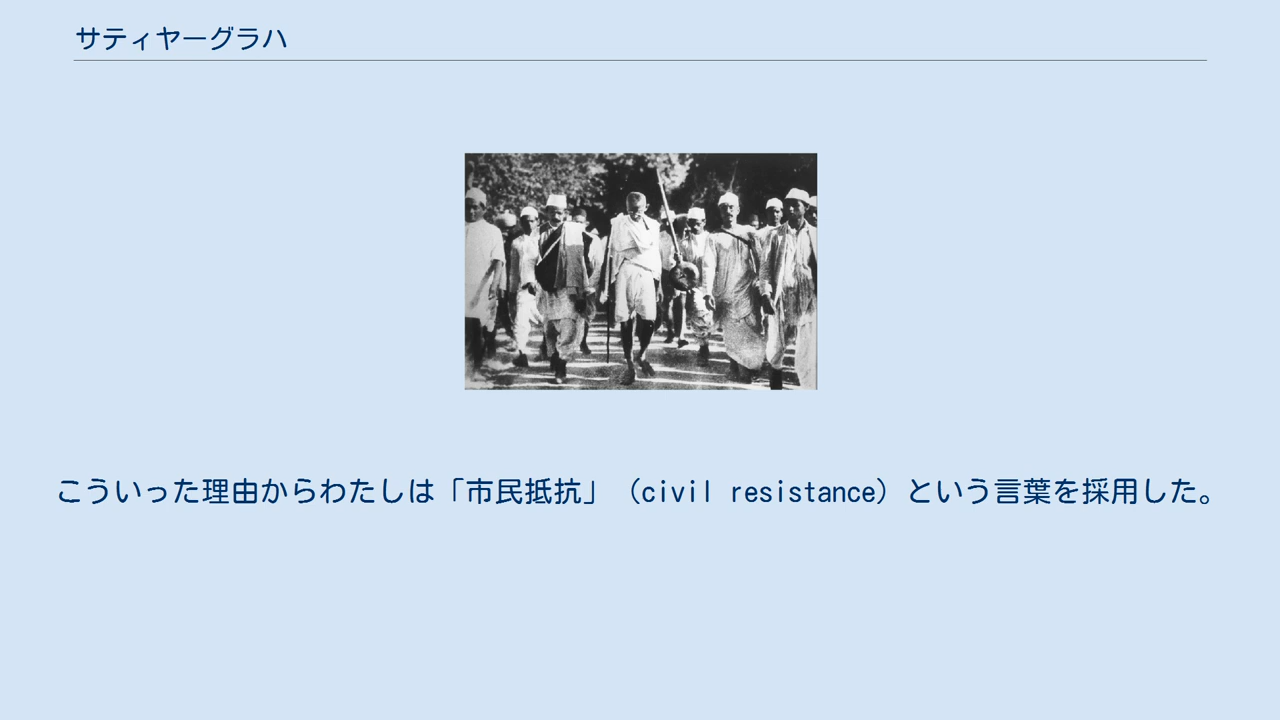 サティヤーグラハ
こういった理由からわたしは「市民抵抗」（civil resistance）という言葉を採用した。